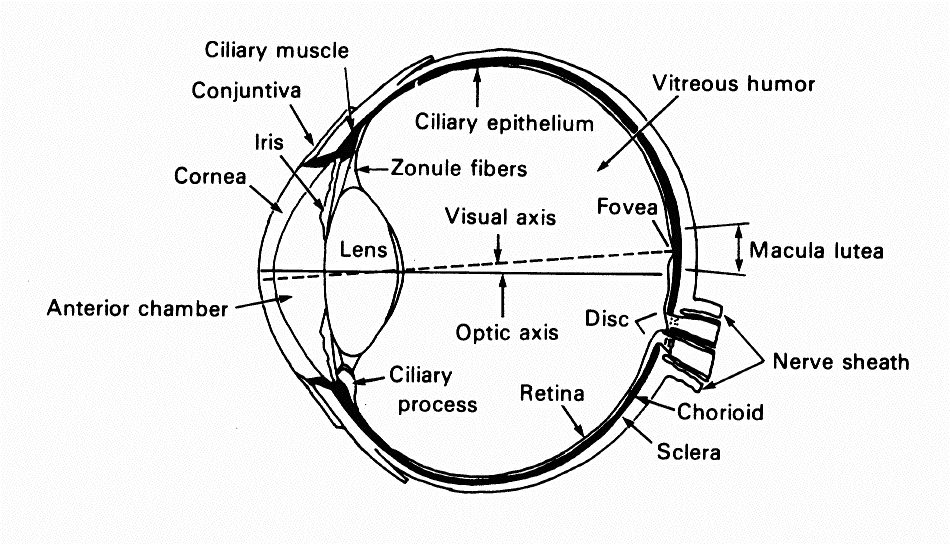 Ciliary muscle
Conjuntiva
Iris
Cornea
Anterior chamber
Ciliary epithelium
Zonule fibers
Vitreous humor
Fovea
Visual axis
Lens
Macula lutea
Optic axis
Disc
Nerve sheath
Ciliary
process
Retina
Chorioid
Sclera